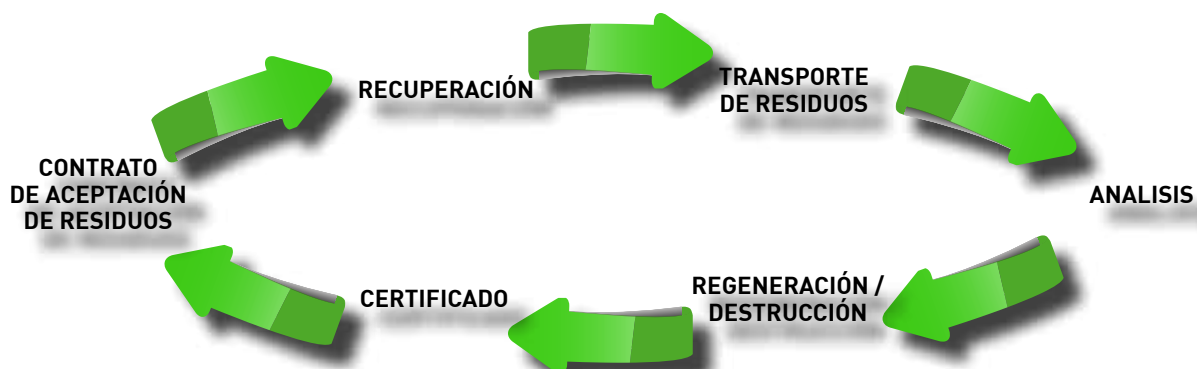 RECUPERACIÓN
TRANSPORTE
DE RESIDUOS
CONTRATO
DE ACEPTACIÓN
DE RESIDUOS
ANALISIS
REGENERACIÓN /
DESTRUCCIÓN
CERTIFICADO